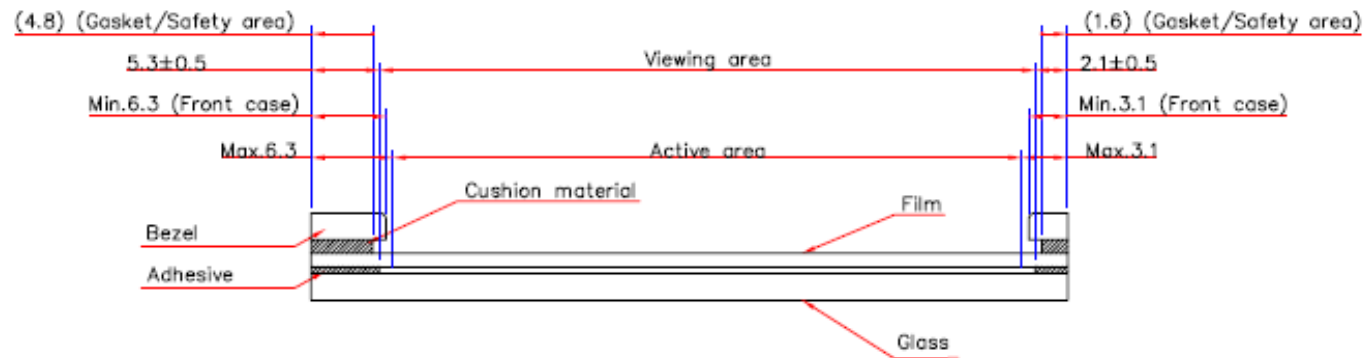 (4.8) (Gasket/Safety area)
(1.6) (Gasket/Safety area)
5.3±0.5
Viewing area
2.1±0.5
Min.6.3 (Front case)
Min.3.1 (Front case)
Max.6.3
Active area
Max.3.1
Cushion material
Film
Bezel
Adhesive
Glass